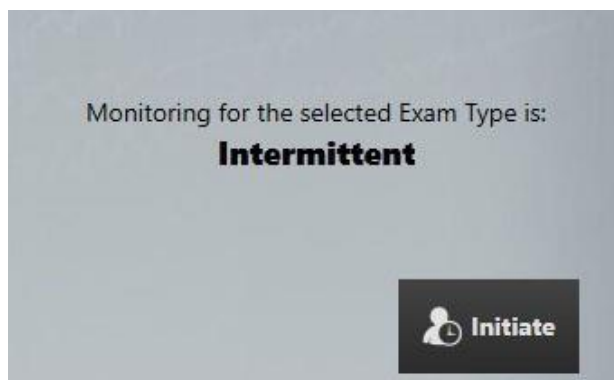 Monitoring for the selected Exam Type is:
Intermittent
Initiate